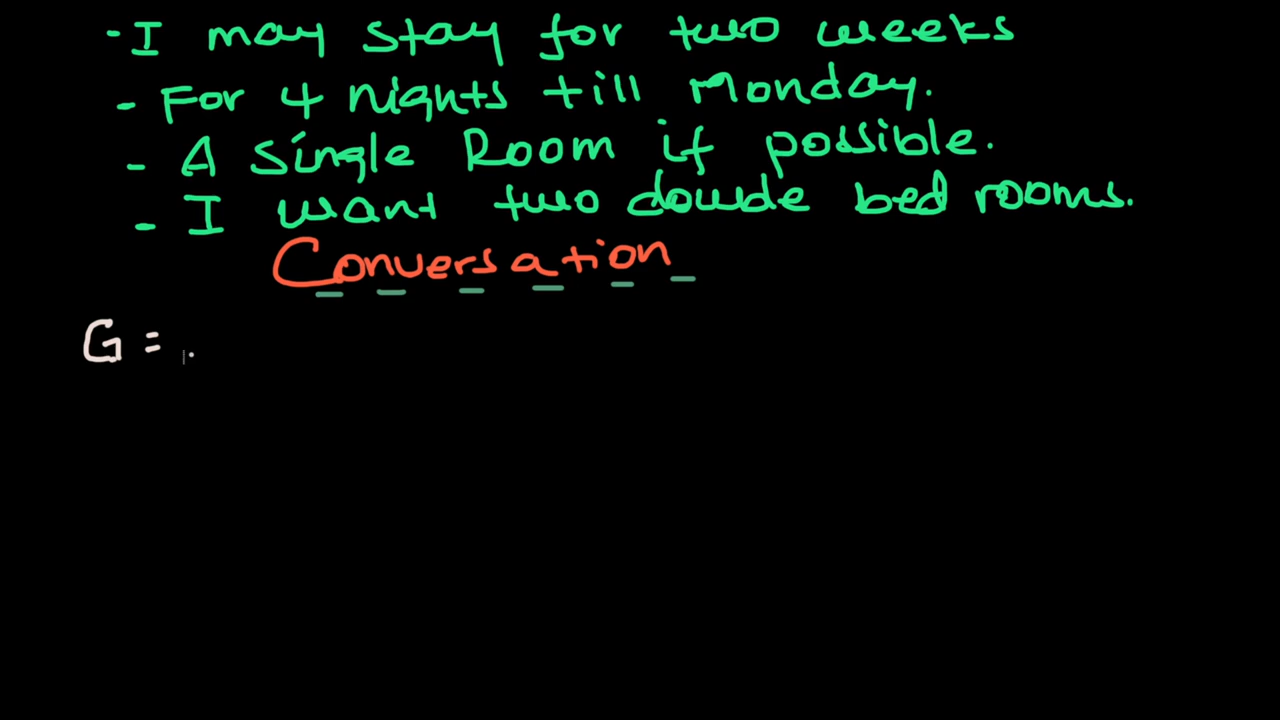 - I may stay for two weeks
- For 4 nights till Monday.
- A single Room if possible.
- I want two double bed rooms.
Conversation
G =